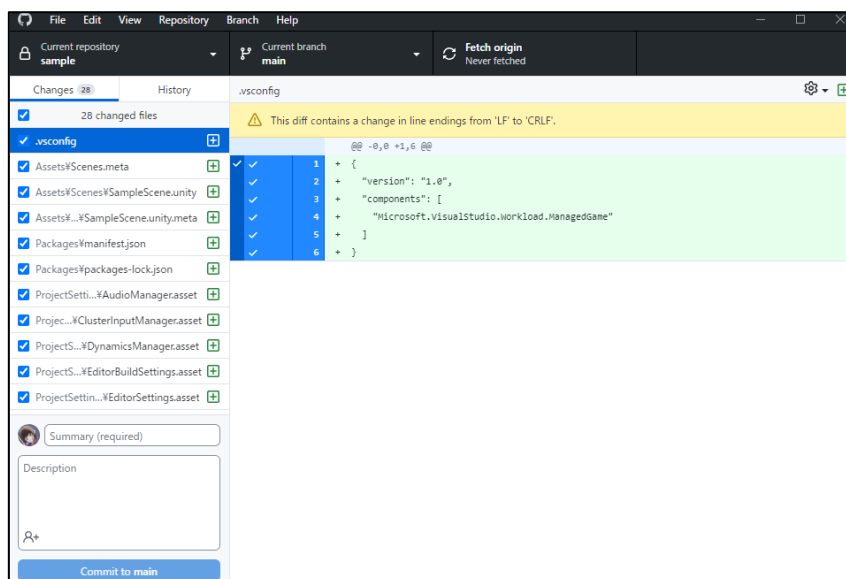 File Edit View Repository Branch Help
Current repository
sample
Current branch
main
Fetch origin
Never fetched
Changes 28 History
28 changed files
.vsconfig
Assets¥Scenes.meta
Assets¥Scenes¥SampleScene.unity
Assets¥...¥SampleScene.unity.meta
Packages¥manifest.json
Packages¥packages-lock.json
ProjectSetti...¥AudioManager.asset
Projec...¥ClusterInputManager.asset
ProjectS...¥DynamicsManager.asset
ProjectS...¥EditorBuildSettings.asset
ProjectSettin...¥EditorSettings.asset
Summary (required)
Description
Commit to main
.vsconfig
This diff contains a change in line endings from 'LF' to 'CRLF'.
@@ -0,0 +1,6 @@
1 + {
2 + "version": "1.0",
3 + "components": [
4 + "Microsoft.VisualStudio.Workload.ManagedGame"
5 + ]
6 + }